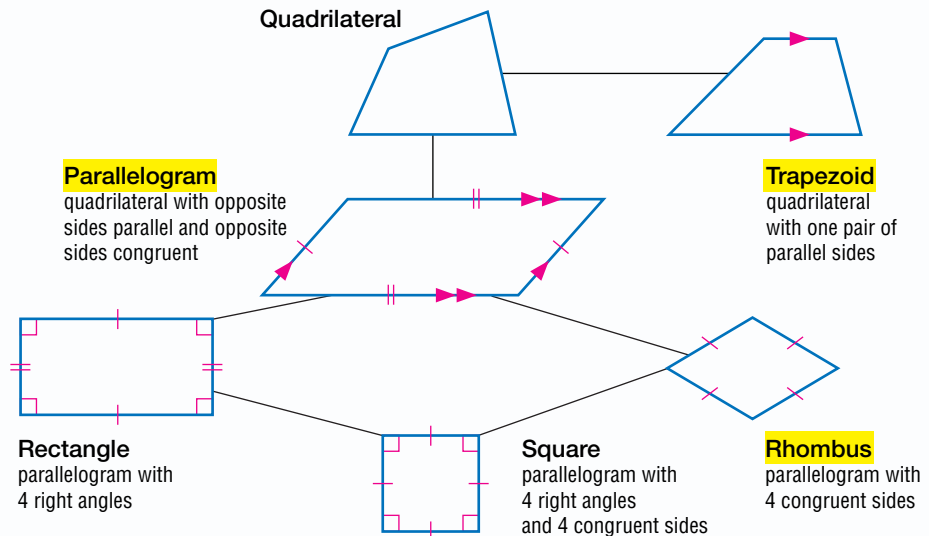 Quadrilateral
Parallelogram
quadrilateral with opposite
sides parallel and opposite
sides congruent
Trapezoid
quadrilateral
with one pair of
parallel sides
Rectangle
parallelogram with
4 right angles
Square
parallelogram with
4 right angles
and 4 congruent sides
Rhombus
parallelogram with
4 congruent sides